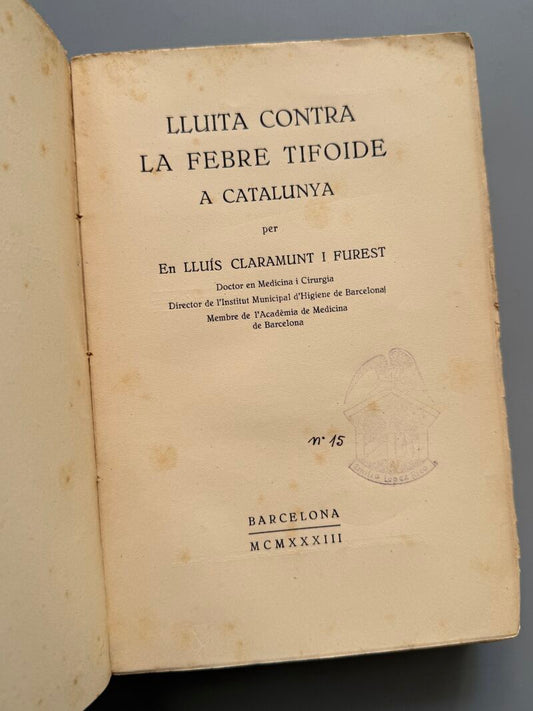 LLUITA CONTRA
LA FEBRE TIFOIDE
A CATALUNYA
per
En LLUÍS CLARAMUNT I FUREST
Doctor en Medicina i Cirurgia
Director de l'Institut Municipal d'Higiene de Barcelona
Membre de l'Acadèmia de Medicina
de Barcelona
nº 15
BARCELONA
MCMXXXIII